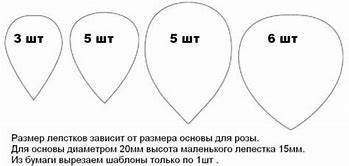 3 шт 5 шт 5 шт 6 шт
Размер лепстков зависит от размера основы для розы.
Для основы диаметром 20мм высота маленького лепестка 15мм.
Из бумаги вырезаем шаблоны только по 1шт .